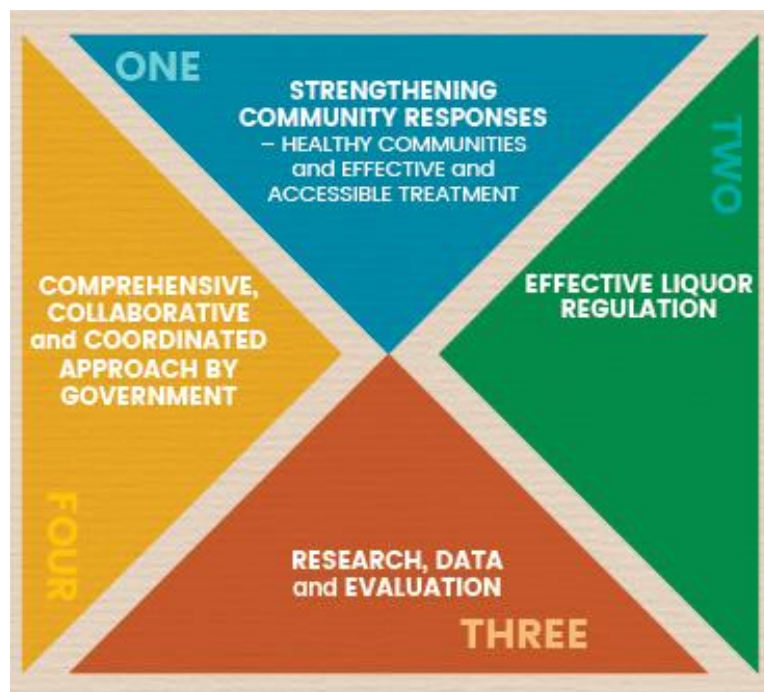 ONE
STRENGTHENING
COMMUNITY RESPONSES
– HEALTHY COMMUNITIES
and EFFECTIVE and
ACCESSIBLE TREATMENT
TWO
EFFECTIVE LIQUOR
REGULATION
RESEARCH, DATA
and EVALUATION
THREE
COMPREHENSIVE,
COLLABORATIVE
and COORDINATED
APPROACH BY
GOVERNMENT
FOUR